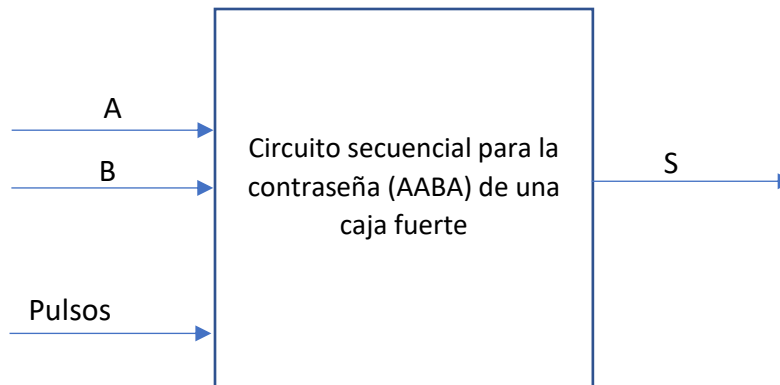 A
B
Circuito secuencial para la
contraseña (AABA) de una
caja fuerte
S
Pulsos